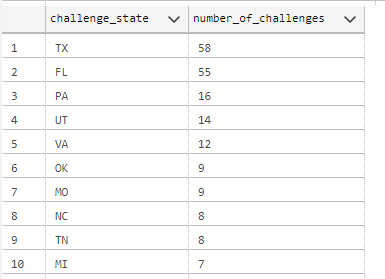 challenge_state number_of_challenges
1 TX 58
2 FL 55
3 PA 16
4 UT 14
5 VA 12
6 OK 9
7 MO 9
8 NC 8
9 TN 8
10 MI 7